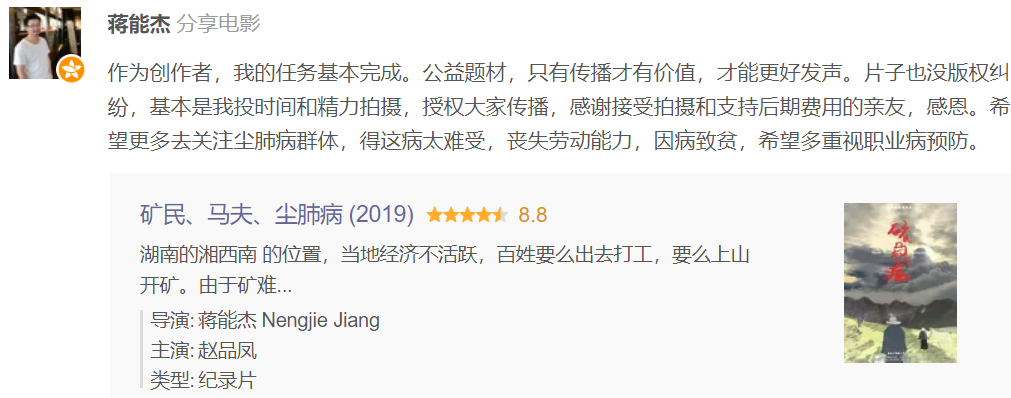 蒋能杰 分享电影
作为创作者，我的任务基本完成。公益题材，只有传播才有价值，才能更好发声。片子也没版权纠
纷，基本是我投时间和精力拍摄，授权大家传播，感谢接受拍摄和支持后期费用的亲友，感恩。希
望更多去关注尘肺病群体，得这病太难受，丧失劳动能力，因病致贫，希望多重视职业病预防。
矿民、马夫、尘肺病 (2019) 8.8
湖南的湘西南 的位置，当地经济不活跃，百姓要么出去打工，要么上山
开矿。由于矿难...
导演: 蒋能杰 Nengjie Jiang
主演: 赵品凤
类型: 纪录片